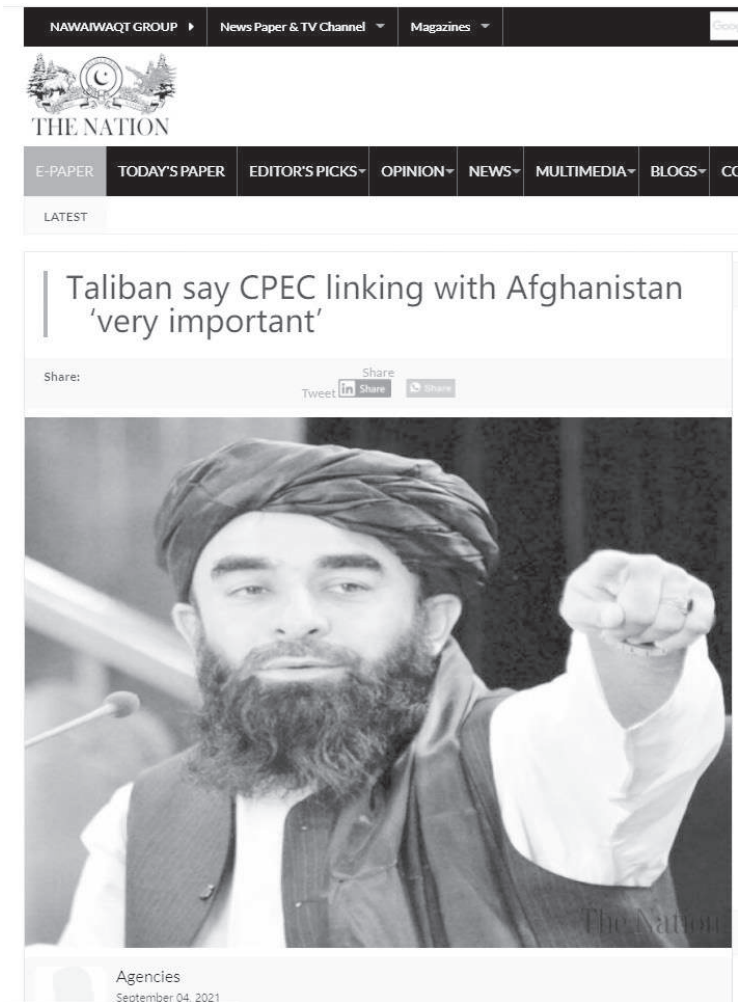 NAWAIWAQT GROUP
News Paper & TV Channel
Magazines
THE NATION
E-PAPER
TODAY'S PAPER
EDITOR'S PICKS
OPINION
NEWS
MULTIMEDIA
BLOGS
LATEST
Taliban say CPEC linking with Afghanistan
‘very important’
Share:
Share
Tweet
in Share
Share
The Nation
Agencies
September 04, 2021